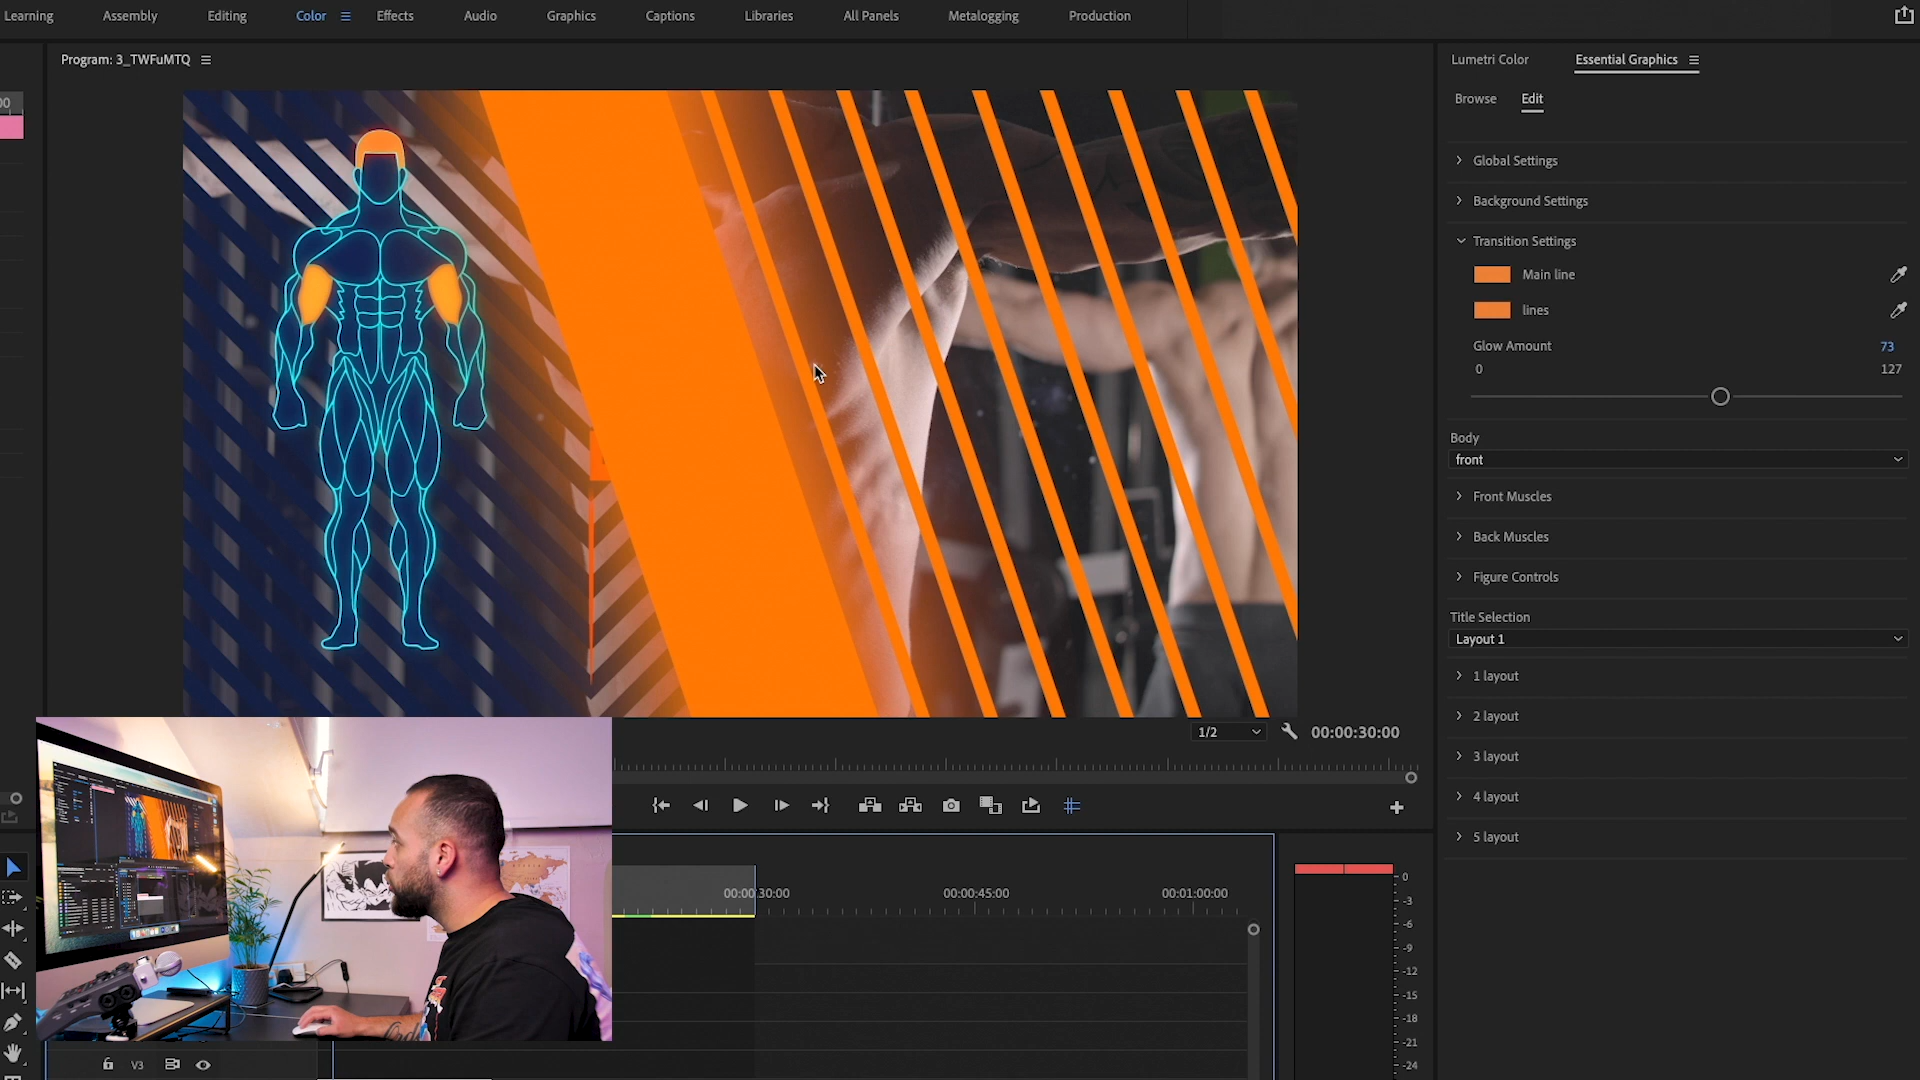 Learning Assembly Editing Color Effects Audio Graphics Captions Libraries All Panels Metalogging Production
Program: 3_TWFuMTQ
Lumetri Color Essential Graphics
Browse Edit
Global Settings
Background Settings
Transition Settings
Main line
lines
Glow Amount 73
0 127
Body
front
Front Muscles
Back Muscles
Figure Controls
Title Selection
Layout 1
1 layout
2 layout
3 layout
4 layout
5 layout
1/2 00:00:30:00
00:00:30:00 00:00:45:00 00:01:00:00
0
-3
-6
-9
-12
-15
-18
-21
-24
V3